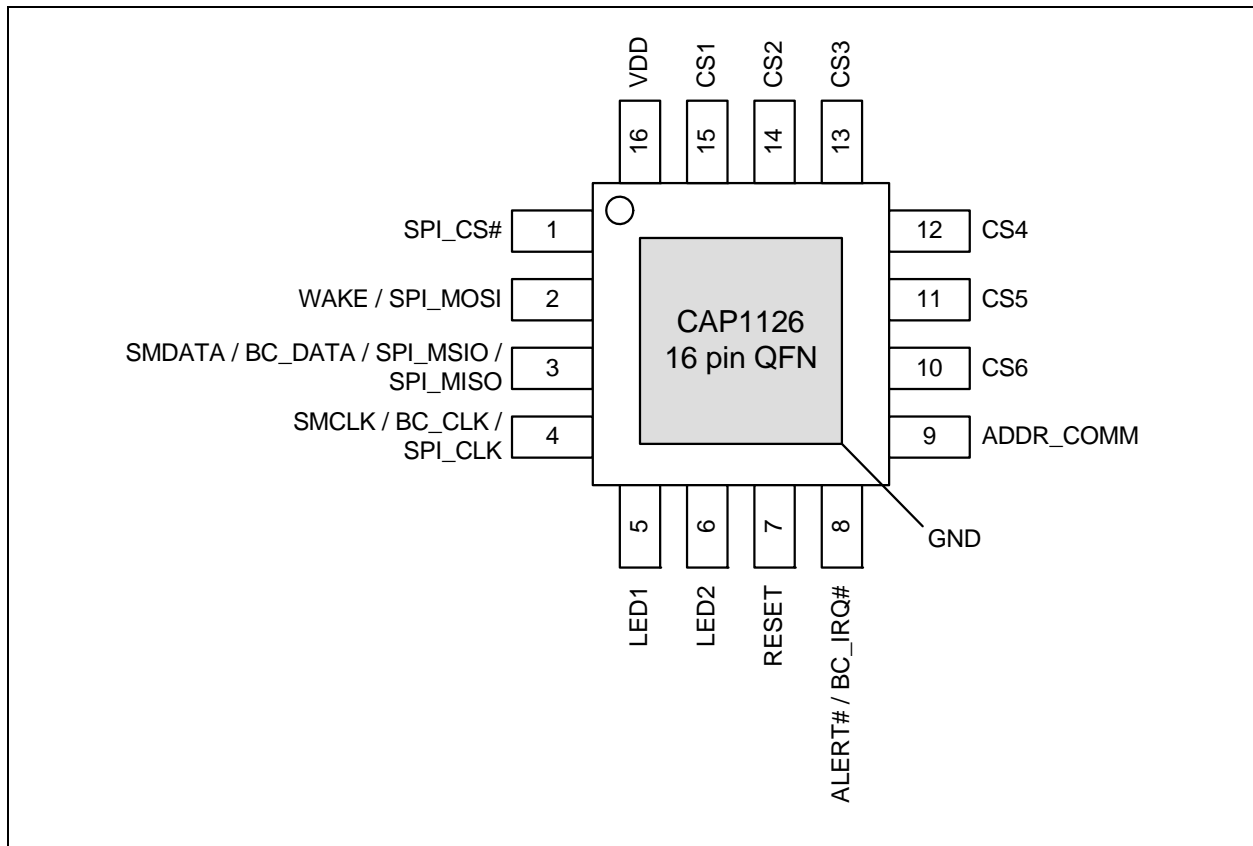 VDD
CS1
CS2
CS3
16
15
14
13
SPI_CS#
1
12
CS4
WAKE / SPI_MOSI
2
11
CS5
SMDATA / BC_DATA / SPI_MSIO /
SPI_MISO
3
10
CS6
SMCLK / BC_CLK /
SPI_CLK
4
9
ADDR_COMM
CAP1126
16 pin QFN
GND
5
6
7
8
LED1
LED2
RESET
ALERT# / BC_IRQ#